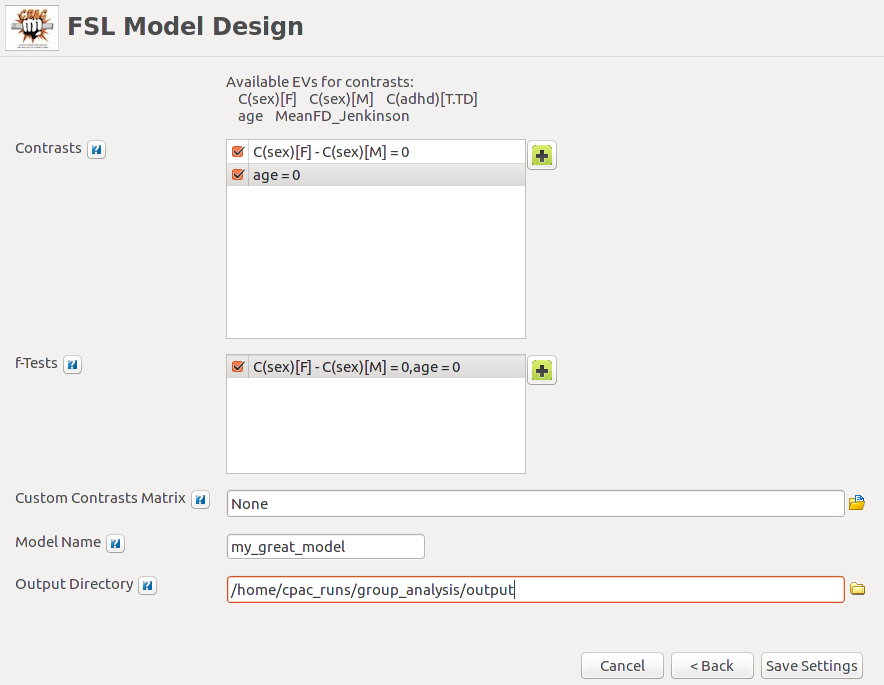 CPAC
FSL Model Design
Available EVs for contrasts:
C(sex)[F] C(sex)[M] C(adhd)[T.TD]
age MeanFD_Jenkinson
Contrasts ?
C(sex)[F] - C(sex)[M] = 0
age = 0
f-Tests ?
C(sex)[F] - C(sex)[M] = 0,age = 0
Custom Contrasts Matrix ?
None
Model Name ?
my_great_model
Output Directory ?
/home/cpac_runs/group_analysis/output
Cancel
< Back
Save Settings